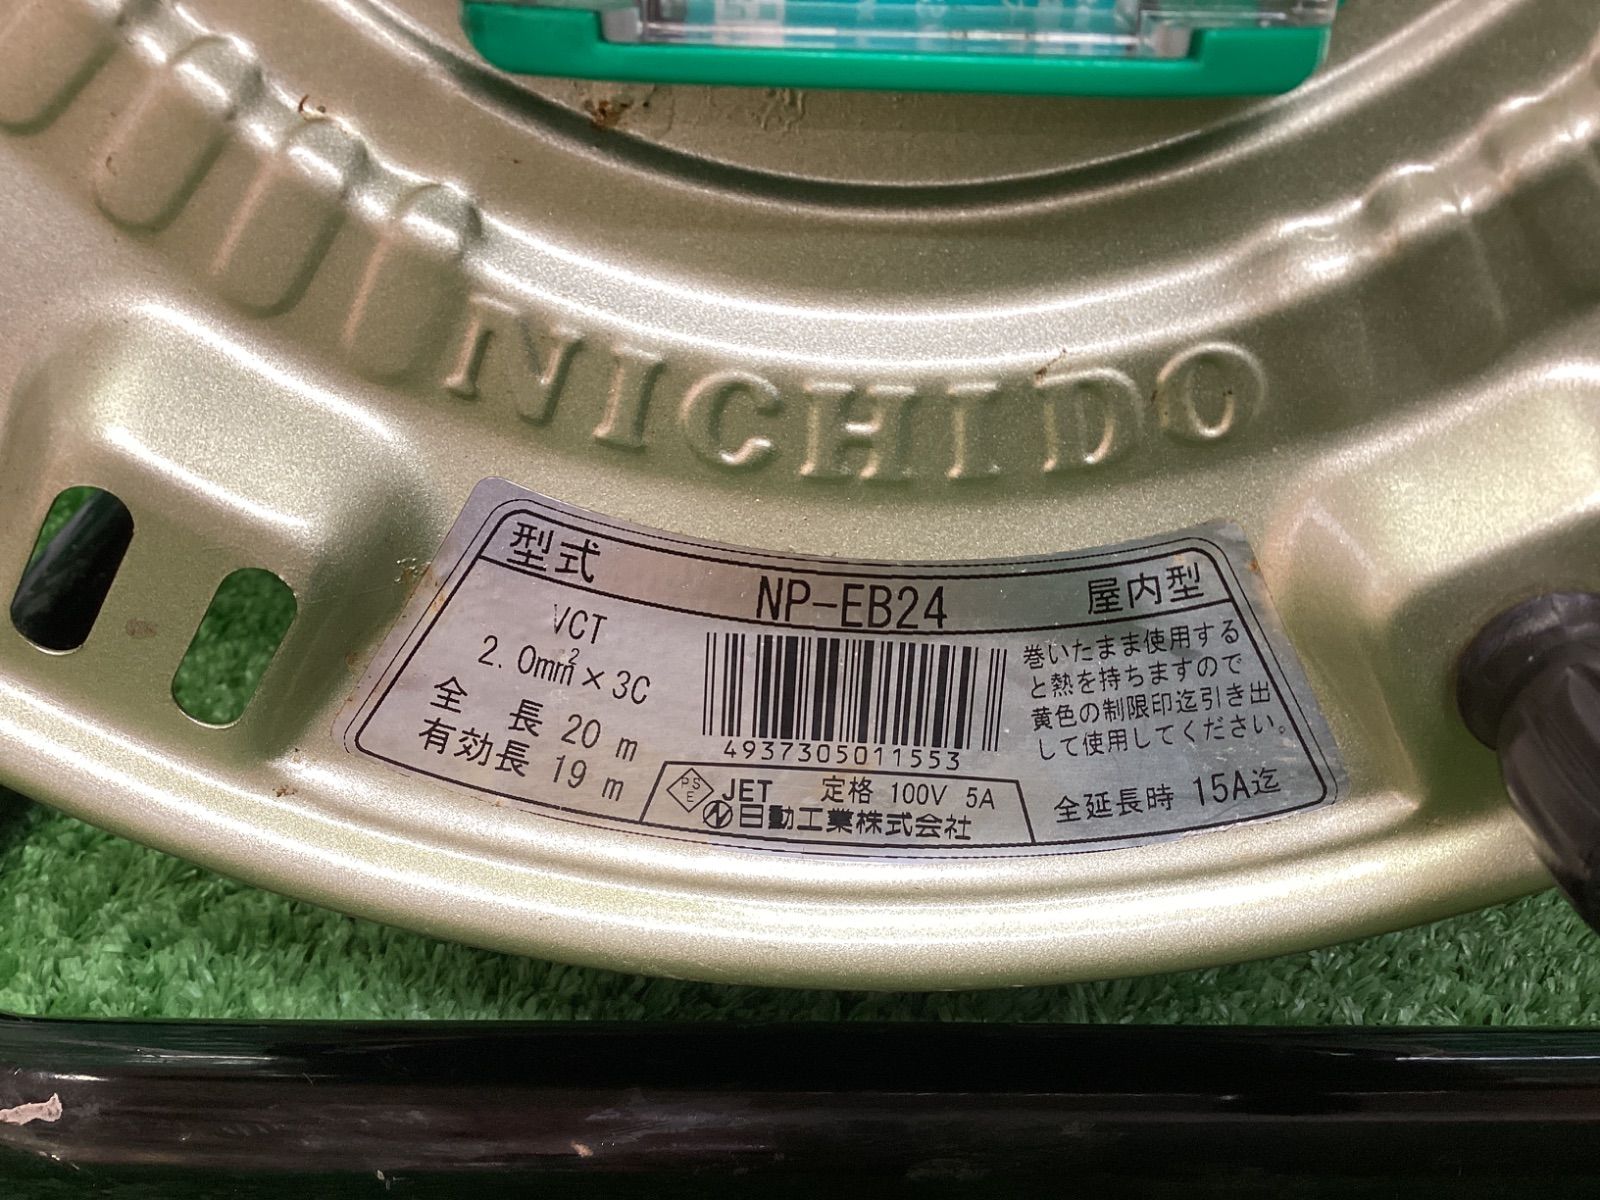 NICHIDO
型式 NP-EB24 屋内型
VCT
2.0mm²×3C
全 長 20 m
有効長 19 m
4937305011553
PSE JET 定格 100V 5A
日動工業株式会社
巻いたまま使用する
と熱を持ちますので
黄色の制限印迄引き出
して使用してください。
全延長時 15A迄